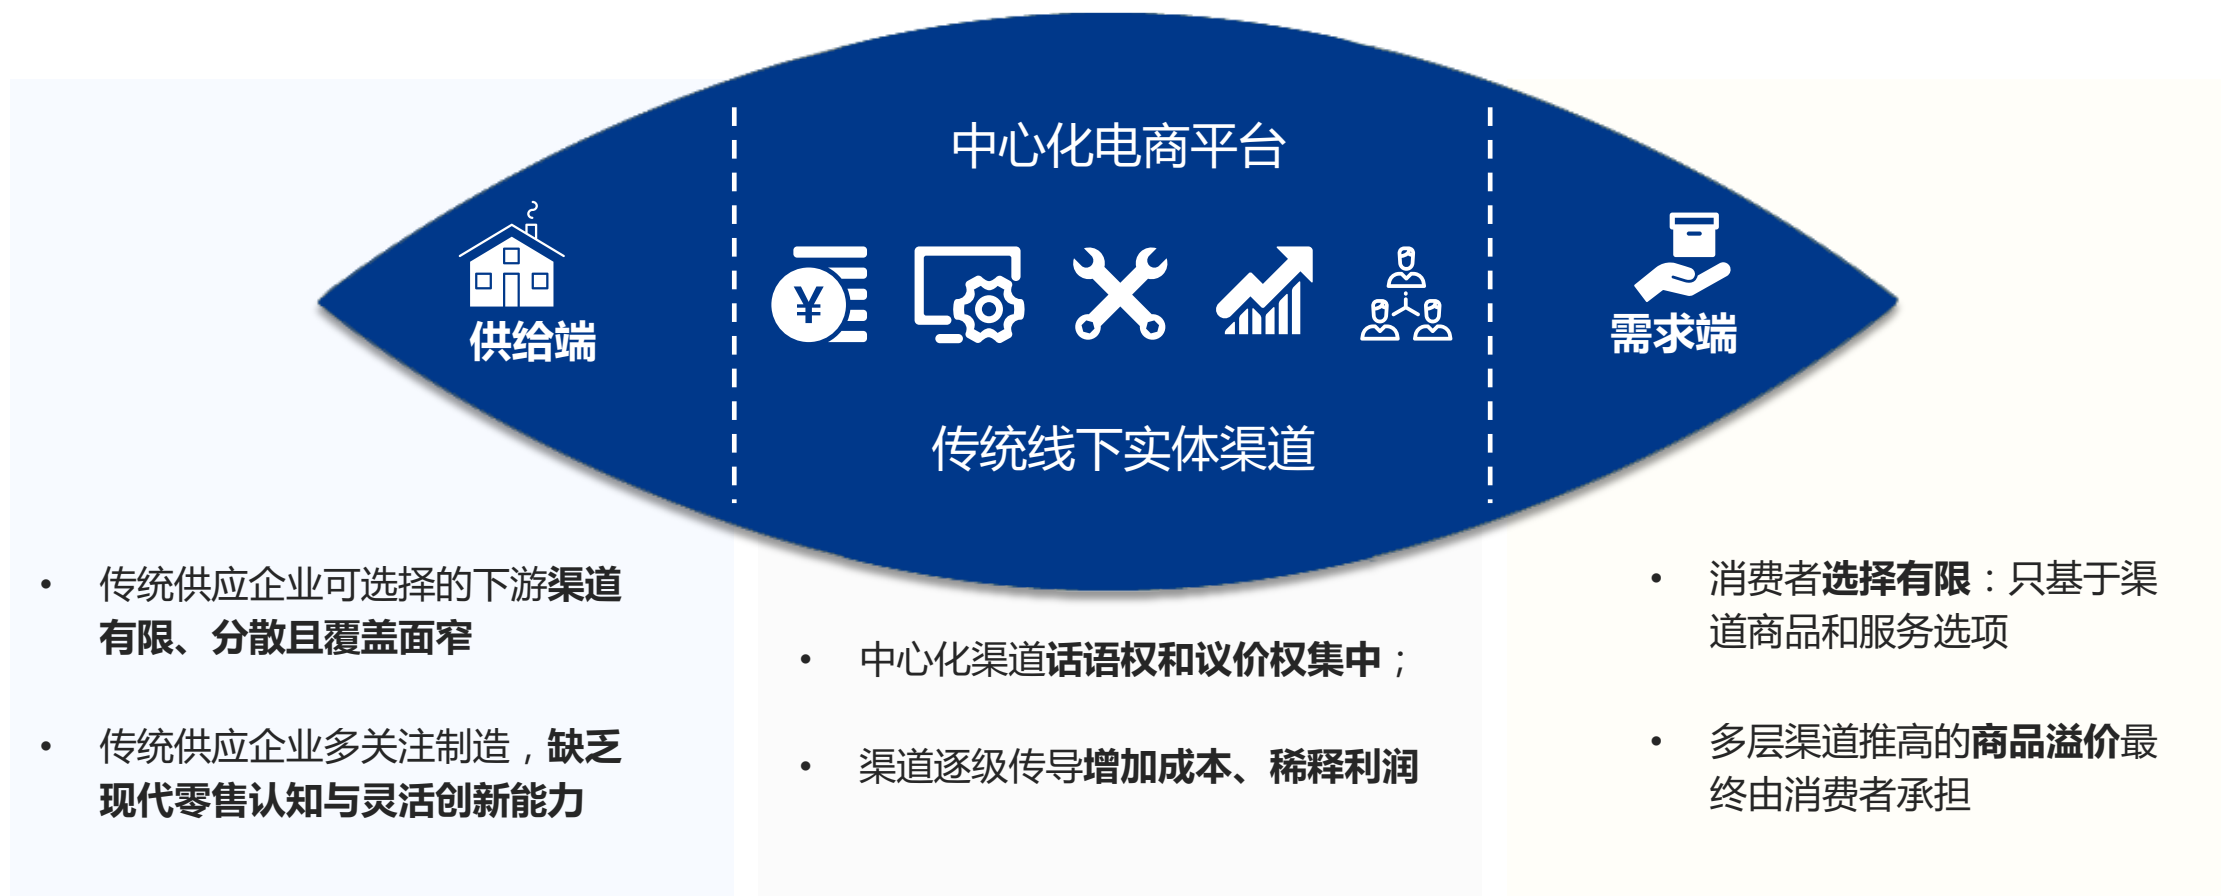 中心化电商平台
¥
供给端
需求端
传统线下实体渠道
• 传统供应企业可选择的下游渠道
有限、分散且覆盖面窄
• 传统供应企业多关注制造，缺乏
现代零售认知与灵活创新能力
• 中心化渠道话语权和议价权集中；
• 渠道逐级传导增加成本、稀释利润
• 消费者选择有限：只基于渠
道商品和服务选项
• 多层渠道推高的商品溢价最
终由消费者承担